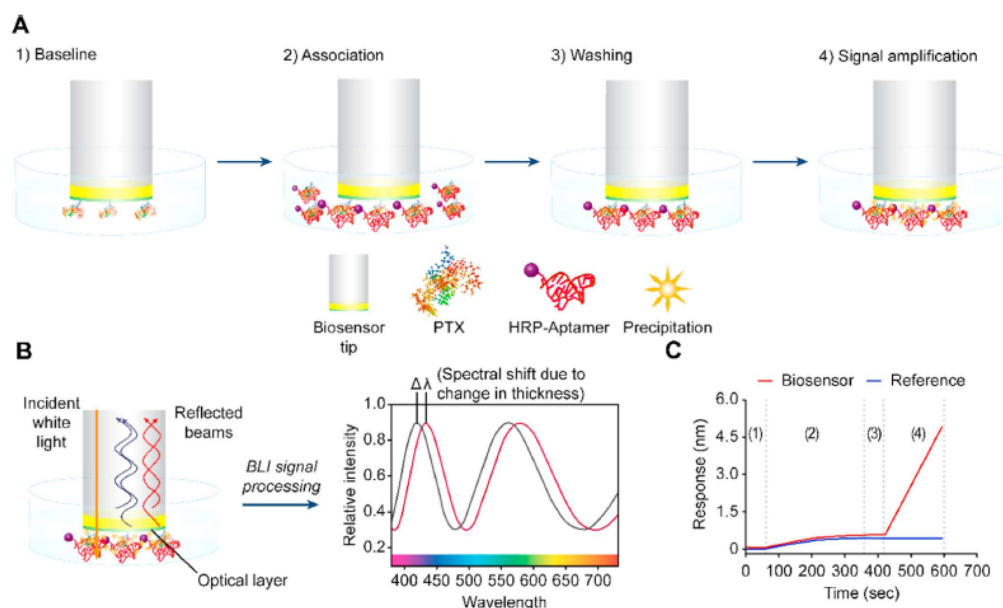 A
1) Baseline
2) Association
3) Washing
4) Signal amplification
Biosensor
tip
PTX
HRP-Aptamer
Precipitation
B
Incident
white
light
Reflected
beams
Optical layer
BLI signal
processing
Δ λ
(Spectral shift due to
change in thickness)
Relative intensity
1.0
0.8
0.6
0.4
0.2
400 450 500 550 600 650 700
Wavelength
C
Biosensor
Reference
Response (nm)
6.0
4.5
3.0
1.5
0
(1) (2) (3) (4)
0 100 200 300 400 500 600 700
Time (sec)